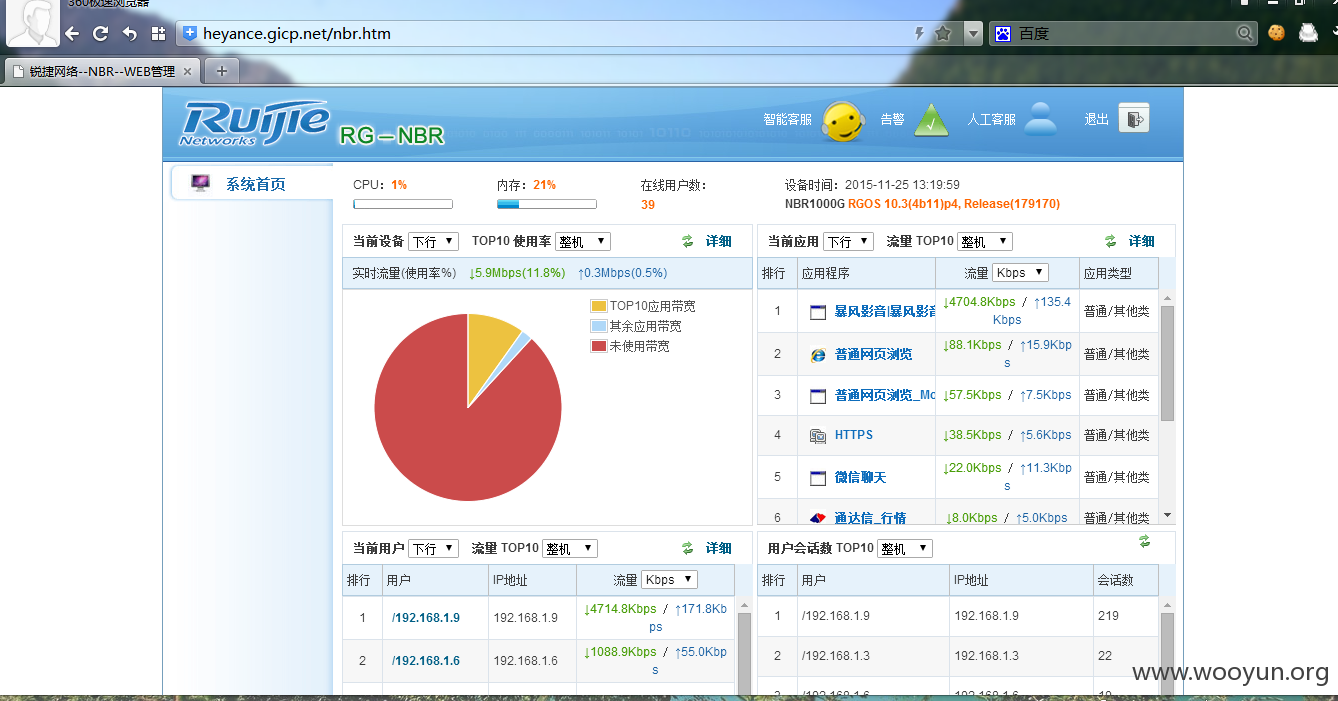 360极速浏览器
heyance.gicp.net/nbr.htm
百度
锐捷网络--NBR--WEB管理
Ruijie
Networks
RG-NBR
智能客服
告警
人工客服
退出
系统首页
CPU：1%
内存：21%
在线用户数：
39
设备时间：2015-11-25 13:19:59
NBR1000G RGOS 10.3(4b11)p4, Release(179170)
当前设备 下行 TOP10 使用率 整机 详细
实时流量(使用率%) ↓5.9Mbps(11.8%) ↑0.3Mbps(0.5%)
TOP10应用带宽
其余应用带宽
未使用带宽
当前应用 下行 流量 TOP10 整机 详细
排行 应用程序 流量 Kbps 应用类型
1 暴风影音\暴风影音 ↓4704.8Kbps / ↑135.4
Kbps 普通/其他类
2 普通网页浏览 ↓88.1Kbps / ↑15.9Kbp
s 普通/其他类
3 普通网页浏览_Mo ↓57.5Kbps / ↑7.5Kbps 普通/其他类
4 HTTPS ↓38.5Kbps / ↑5.6Kbps 普通/其他类
5 微信聊天 ↓22.0Kbps / ↑11.3Kbp
s 普通/其他类
6 通达信_行情 ↓8.0Kbps / ↑5.0Kbps 普通/其他类
当前用户 下行 流量 TOP10 整机 详细
排行 用户 IP地址 流量 Kbps
1 /192.168.1.9 192.168.1.9 ↓4714.8Kbps / ↑171.8Kb
ps
2 /192.168.1.6 192.168.1.6 ↓1088.9Kbps / ↑55.0Kbp
s
用户会话数 TOP10 整机
排行 用户 IP地址 会话数
1 /192.168.1.9 192.168.1.9 219
2 /192.168.1.3 192.168.1.3 22
3 /192.168.1.6 192.168.1.6 19
www.wooyun.org